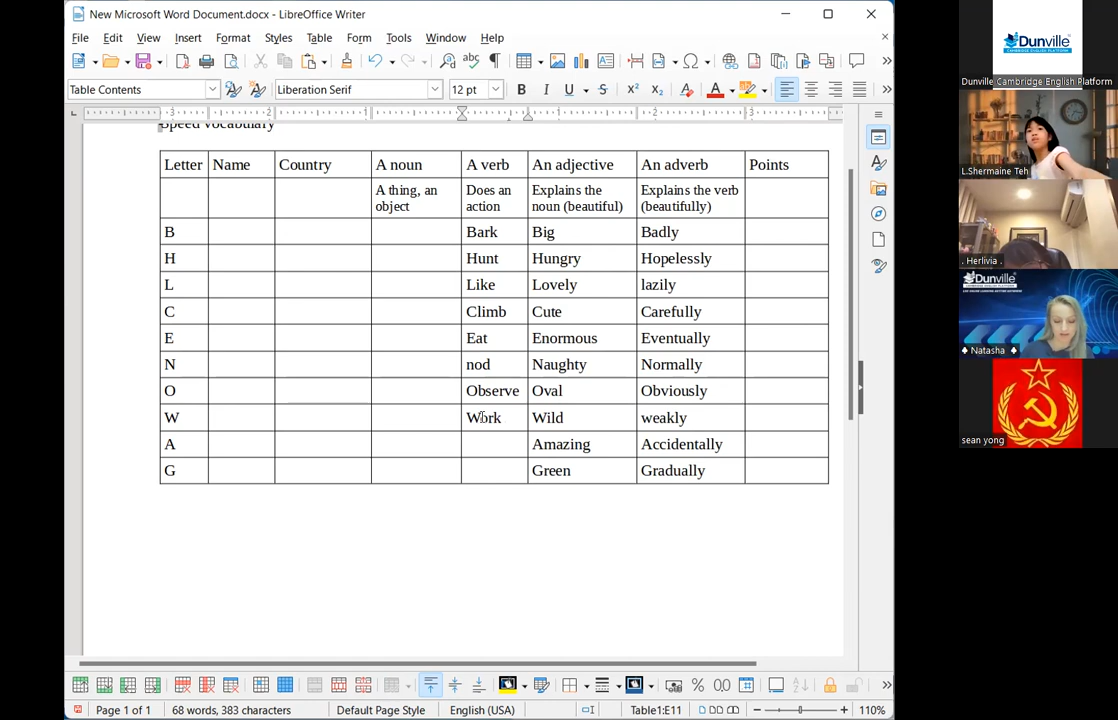 New Microsoft Word Document.docx - LibreOffice Writer
File Edit View Insert Format Styles Table Form Tools Window Help
Table Contents Liberation Serif 12 pt
Speed vocabulary
Letter Name Country A noun A verb An adjective An adverb Points
A thing, an object Does an action Explains the noun (beautiful) Explains the verb (beautifully)
B Bark Big Badly
H Hunt Hungry Hopelessly
L Like Lovely lazily
C Climb Cute Carefully
E Eat Enormous Eventually
N nod Naughty Normally
O Observe Oval Obviously
W Work Wild weakly
A Amazing Accidentally
G Green Gradually
Page 1 of 1 68 words, 383 characters Default Page Style English (USA) Table1:E11 110%
Dunville
CAMBRIDGE ENGLISH PLATFORM
Dunville Cambridge English Platform
L.Shermaine Teh
. Herlivia .
Dunville
Natasha
sean yong